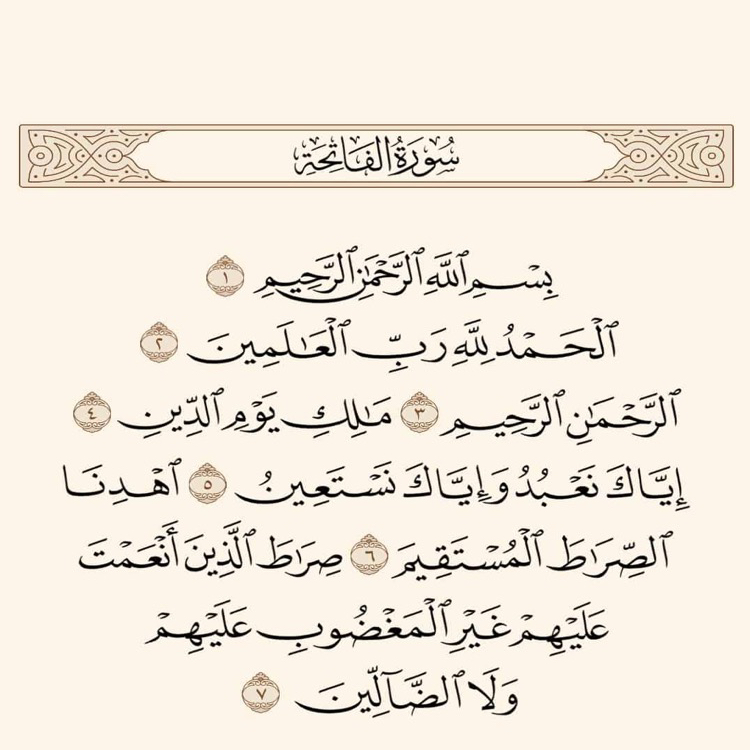 سُورَةُ الفَاتِحَةِ
بِسْمِ ٱللَّهِ ٱلرَّحْمَٰنِ ٱلرَّحِيمِ ١
ٱلْحَمْدُ لِلَّهِ رَبِّ ٱلْعَٰلَمِينَ ٢
ٱلرَّحْمَٰنِ ٱلرَّحِيمِ ٣ مَٰلِكِ يَوْمِ ٱلدِّينِ ٤
إِيَّاكَ نَعْبُدُ وَإِيَّاكَ نَسْتَعِينُ ٥ ٱهْدِنَا
ٱلصِّرَٰطَ ٱلْمُسْتَقِيمَ ٦ صِرَٰطَ ٱلَّذِينَ أَنْعَمْتَ
عَلَيْهِمْ غَيْرِ ٱلْمَغْضُوبِ عَلَيْهِمْ
وَلَا ٱلضَّآلِّينَ ٧